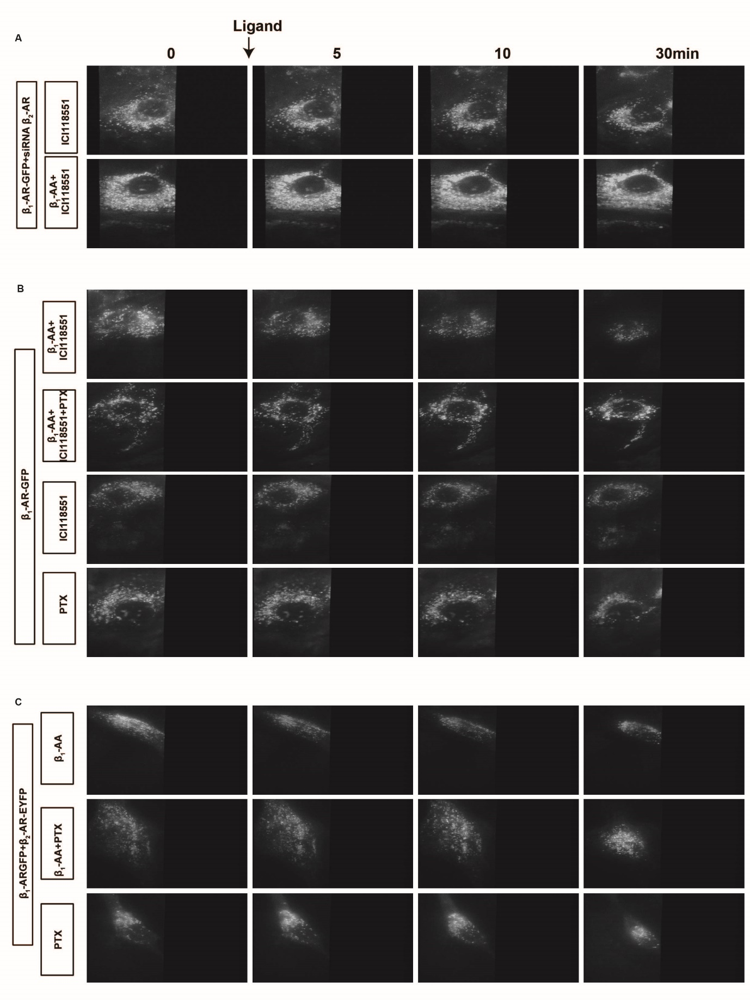 A
Ligand
0
5
10
30min
β₁-AR-GFP+siRNA β₂-AR
ICI118551
β₁-AA+
ICI118551
B
β₁-AR-GFP
β₁-AA+
ICI118551
β₁-AA+
ICI118551+PTX
ICI118551
PTX
C
β₁-ARGFP+β₂-AR-EYFP
β₁-AA
β₁-AA+PTX
PTX